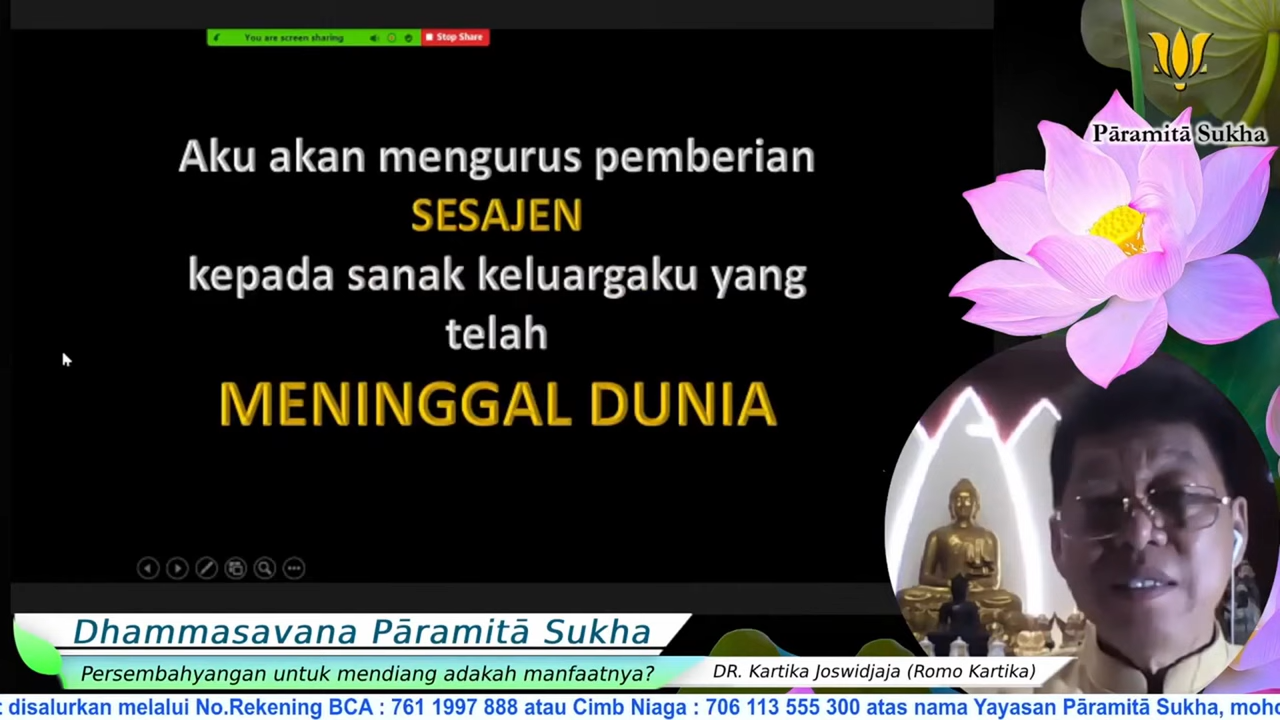 You are screen sharing
Stop Share
Pāramitā Sukha
Aku akan mengurus pemberian
SESAJEN
kepada sanak keluargaku yang
telah
MENINGGAL DUNIA
Dhammasavana Pāramitā Sukha
Persembahyangan untuk mendiang adakah manfaatnya?
DR. Kartika Joswidjaja (Romo Kartika)
disalurkan melalui No.Rekening BCA : 761 1997 888 atau Cimb Niaga : 706 113 555 300 atas nama Yayasan Pāramitā Sukha,